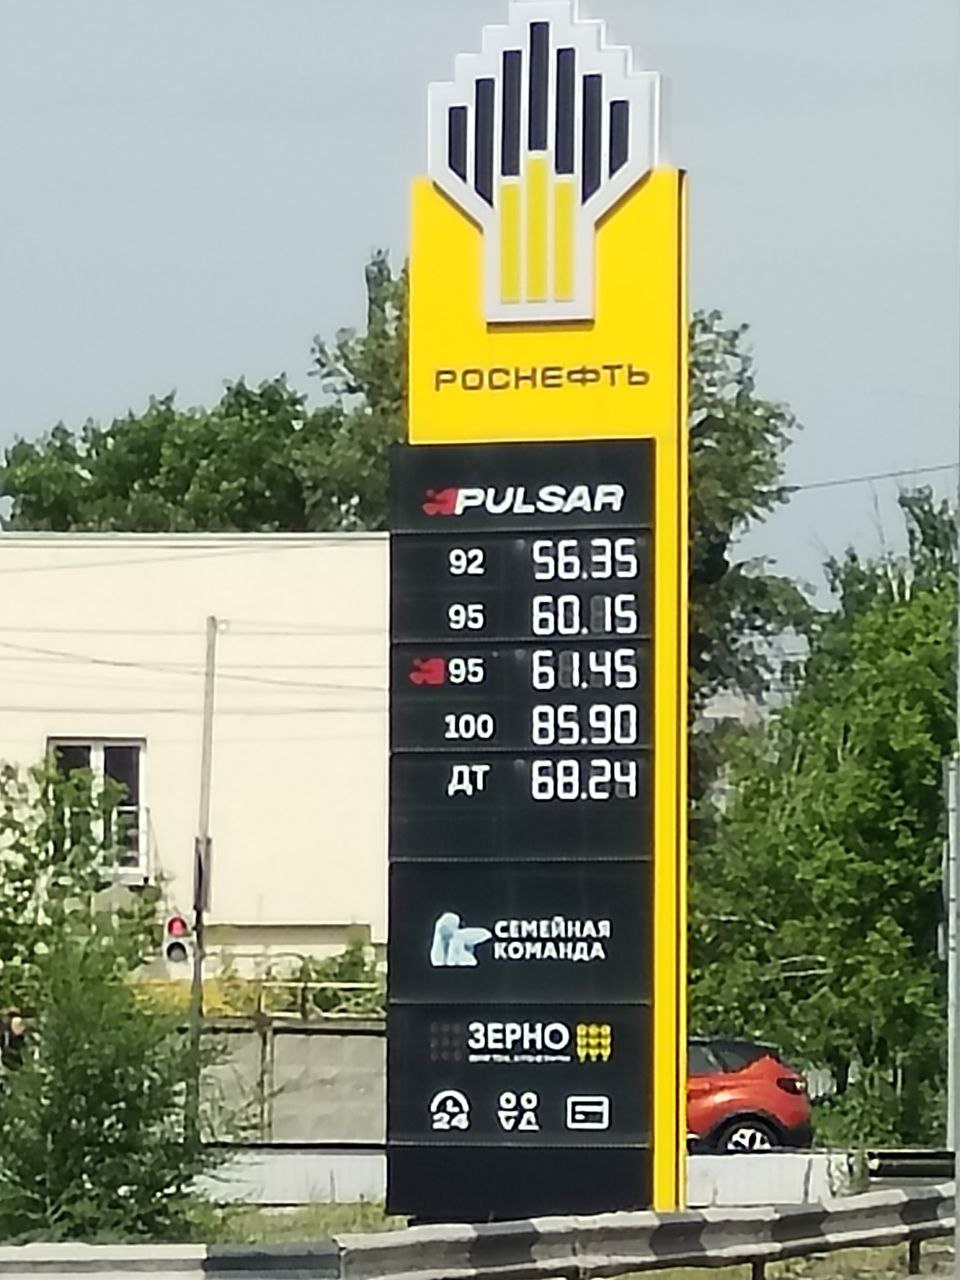 РОСНЕФТЬ
PULSAR
92 56.35
95 60.15
95 61.45
100 85.90
ДТ 68.24
СЕМЕЙНАЯ
КОМАНДА
ЗЕРНО
24